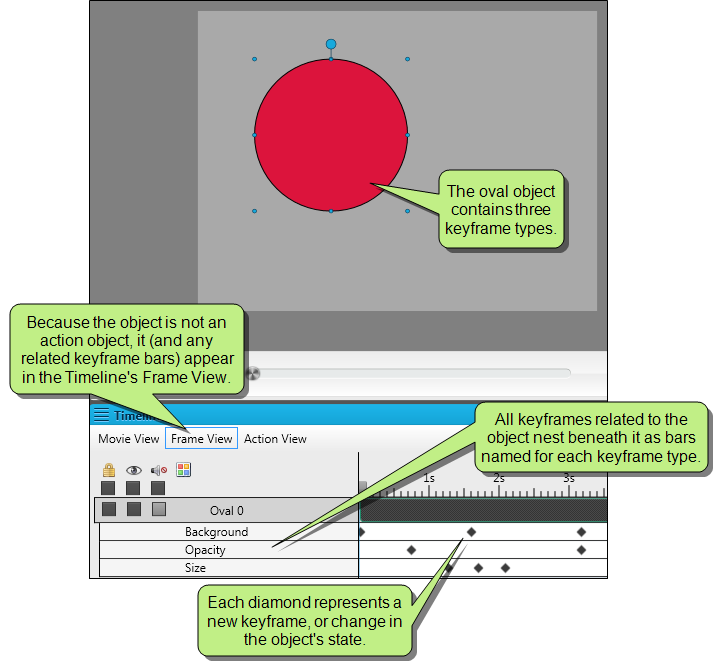 The oval object
contains three
keyframe types.
Because the object is not an
action object, it (and any
related keyframe bars) appear
in the Timeline's Frame View.
All keyframes related to the
object nest beneath it as bars
named for each keyframe type.
Movie View Frame View Action View
1s 2s 3s
Oval 0
Background
Opacity
Size
Each diamond represents a
new keyframe, or change in
the object's state.